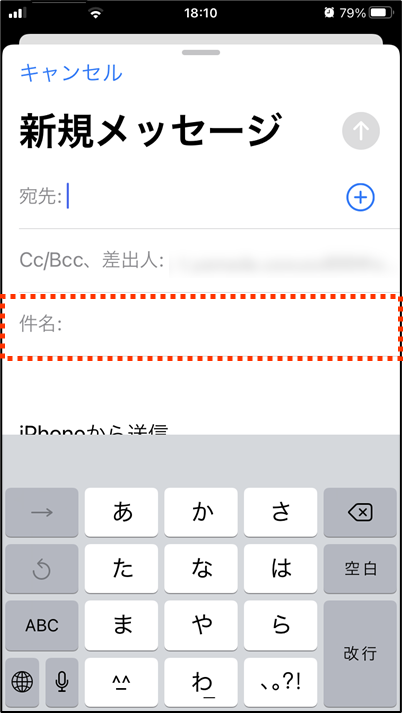 18:10 79%
キャンセル
新規メッセージ
宛先:
Cc/Bcc、差出人:
件名:
iPhoneから送信
→ あ か さ
た な は 空白
ABC ま や ら 改行
^^ わ_ 、。?!